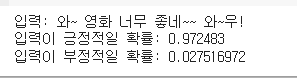 입력: 와~ 영화 너무 좋네~~ 와~우!
입력이 긍정적일 확률: 0.972483
입력이 부정적일 확률: 0.027516972